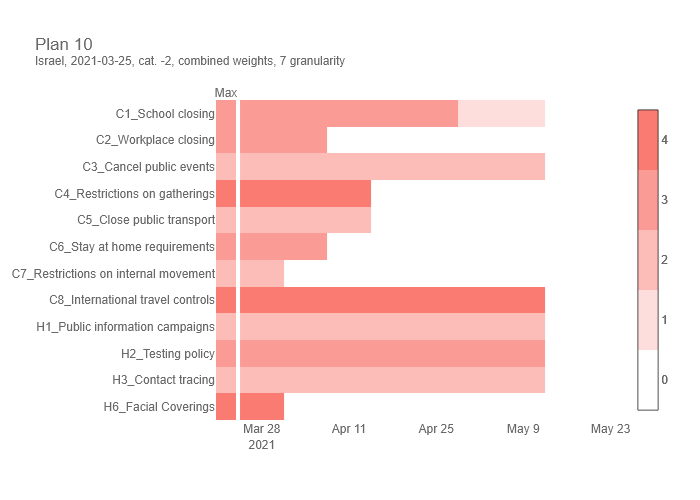 Plan 10
Israel, 2021-03-25, cat. -2, combined weights, 7 granularity
Max
C1_School closing
C2_Workplace closing
C3_Cancel public events
C4_Restrictions on gatherings
C5_Close public transport
C6_Stay at home requirements
C7_Restrictions on internal movement
C8_International travel controls
H1_Public information campaigns
H2_Testing policy
H3_Contact tracing
H6_Facial Coverings
Mar 28
2021
Apr 11
Apr 25
May 9
May 23
4
3
2
1
0